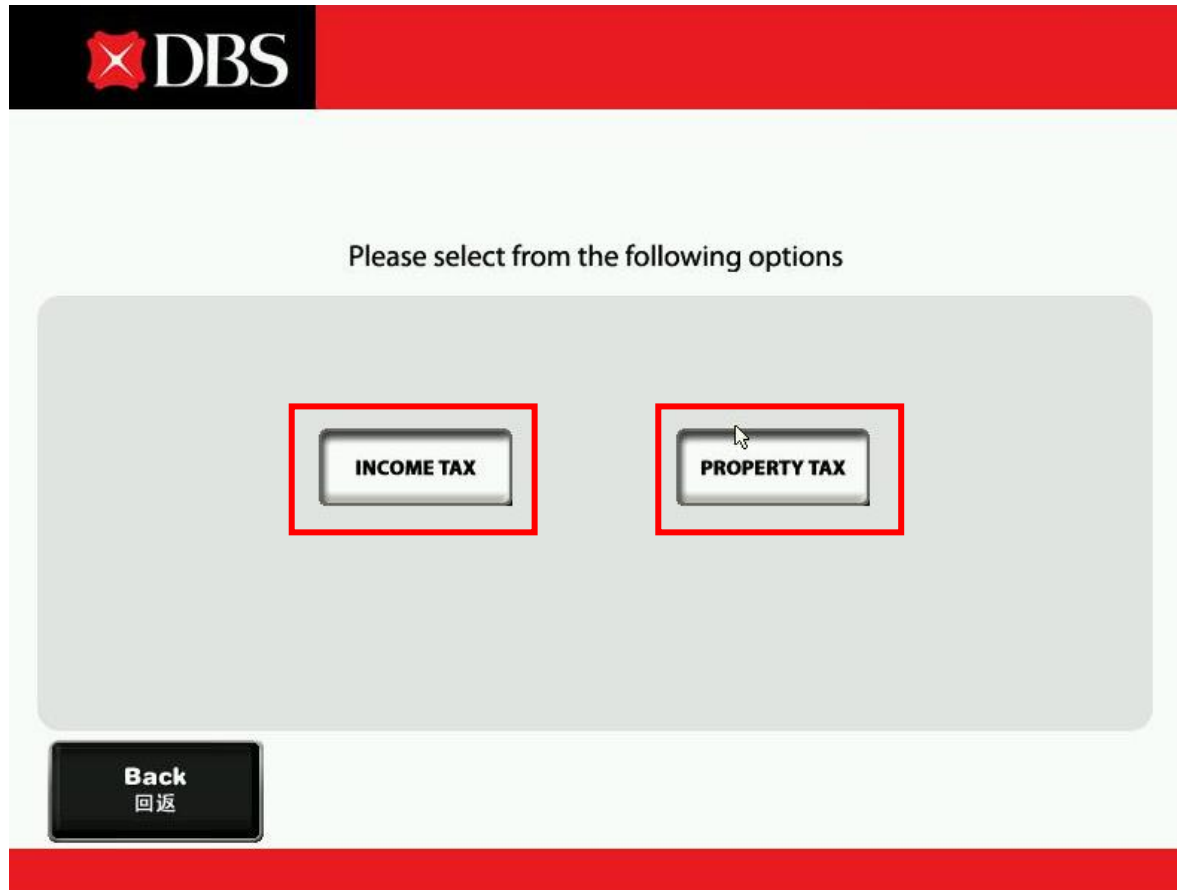 DBS
Please select from the following options
INCOME TAX
PROPERTY TAX
Back
回返